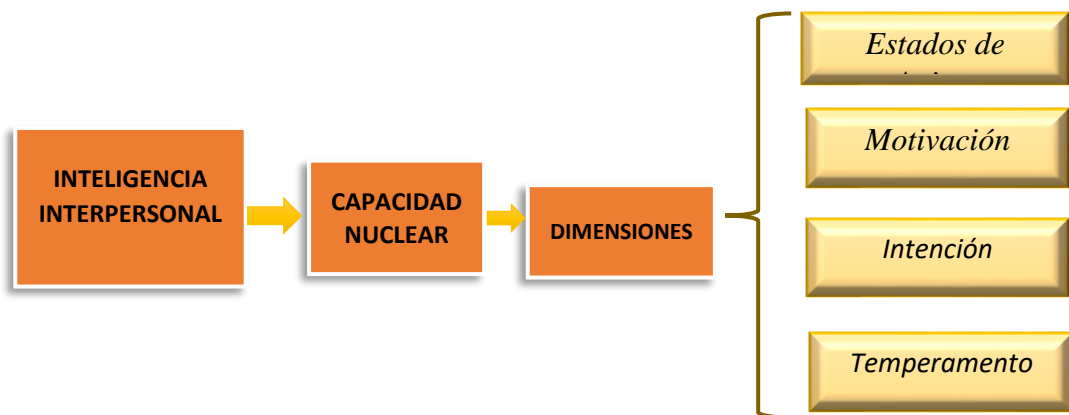 INTELIGENCIA
INTERPERSONAL
CAPACIDAD
NUCLEAR
DIMENSIONES
Estados de
Motivación
Intención
Temperamento